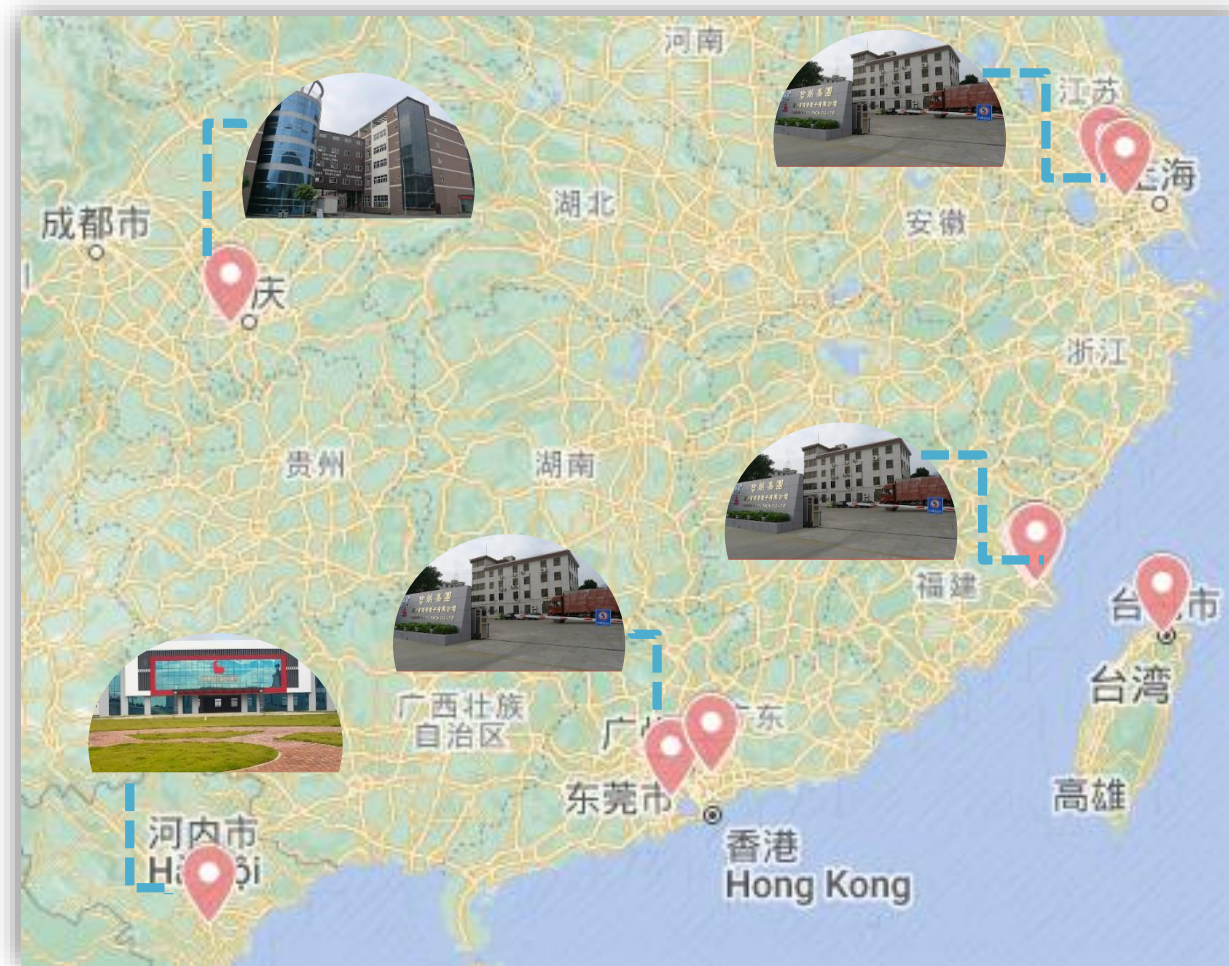 河南
江苏
海
成都市
湖北
安徽
庆
浙江
贵州
湖南
福建
台
市
台湾
广西壮族
自治区
广
东
东莞市
高雄
香港
Hong Kong
河内市
Hà Nội